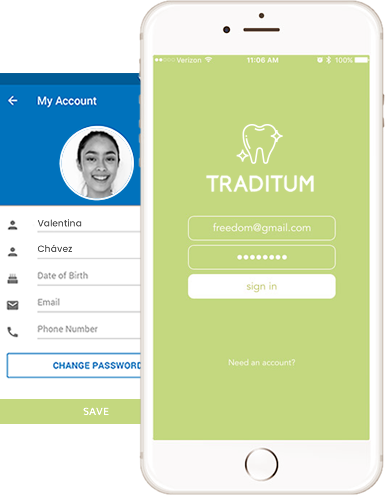 My Account
Valentina
Chávez
Date of Birth
Email
Phone Number
CHANGE PASSWORD
SAVE
Verizon 11:06 AM 100%
TRADITUM
freedom@gmail.com
sign in
Need an account?